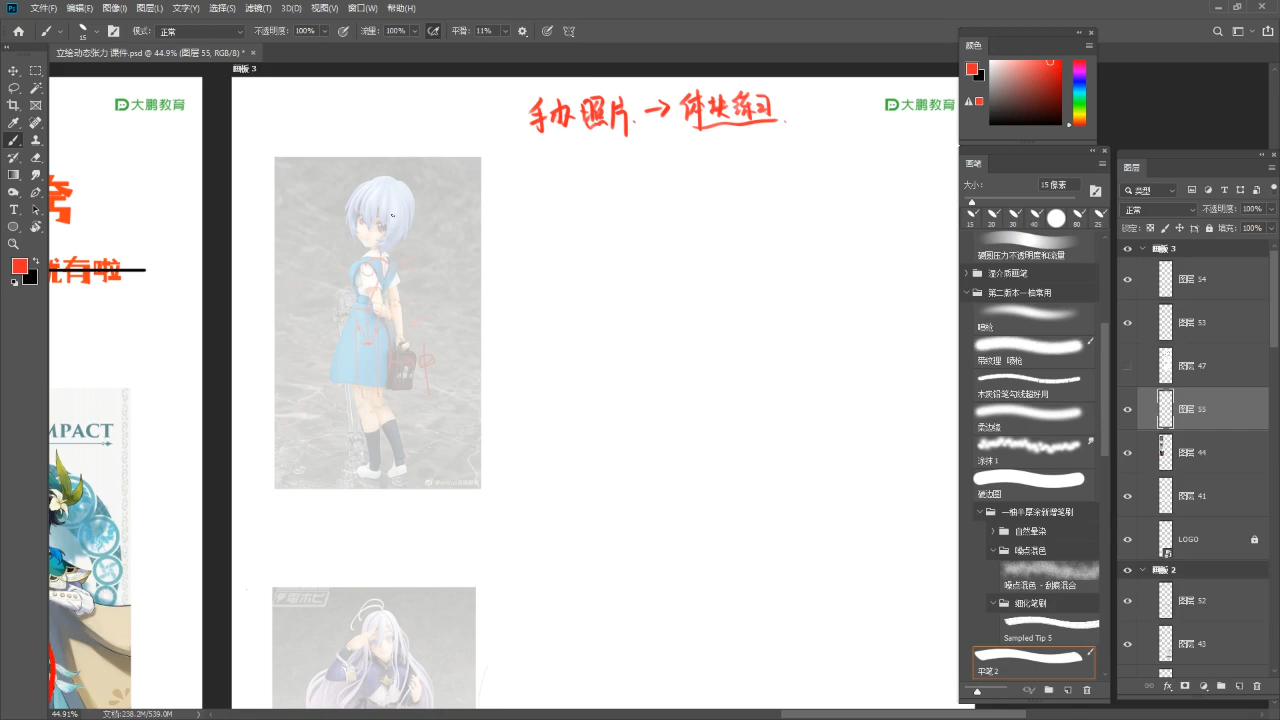 文件(F) 编辑(E) 图像(I) 图层(L) 文字(Y) 选择(S) 滤镜(T) 3D(D) 视图(V) 窗口(W) 帮助(H)
15 模式: 正常 不透明度: 100% 流量: 100% 平滑: 11%
立绘动态张力 课件.psd @ 44.9% (图层 55, RGB/8) *
画板 3
大鹏教育
手办照片 → 体块练习
大鹏教育
就有啦
MPACT
颜色
画笔
大小: 15 像素
15 20 30 40 80 25
硬圆压力不透明度和流量
湿介质画笔
第二版本一柚常用
喷枪
带纹理 喷枪
木炭铅笔勾线超好用
柔边缘
涂抹 1
硬边圆
一柚半厚涂新增笔刷
自然晕染
噪点混色
噪点混色 - 刮痕混合
细化笔刷
Sampled Tip 5
平笔 2
图层
类型
正常 不透明度: 100%
锁定: 填充: 100%
画板 3
图层 54
图层 53
图层 47
图层 55
图层 44
图层 41
LOGO
画板 2
图层 52
图层 43
44.91% 文档:238.2M/539.0M